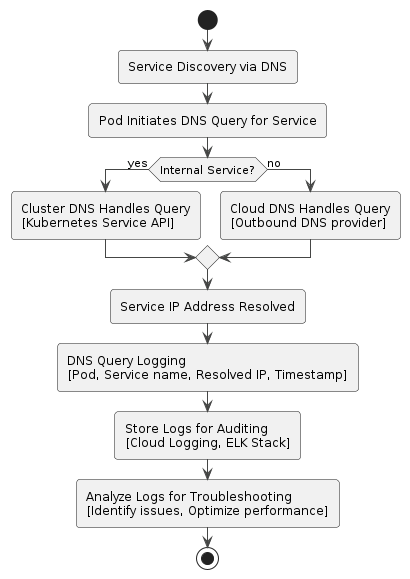 Service Discovery via DNS
Pod Initiates DNS Query for Service
yes
Internal Service?
no
Cluster DNS Handles Query
[Kubernetes Service API]
Cloud DNS Handles Query
[Outbound DNS provider]
Service IP Address Resolved
DNS Query Logging
[Pod, Service name, Resolved IP, Timestamp]
Store Logs for Auditing
[Cloud Logging, ELK Stack]
Analyze Logs for Troubleshooting
[Identify issues, Optimize performance]